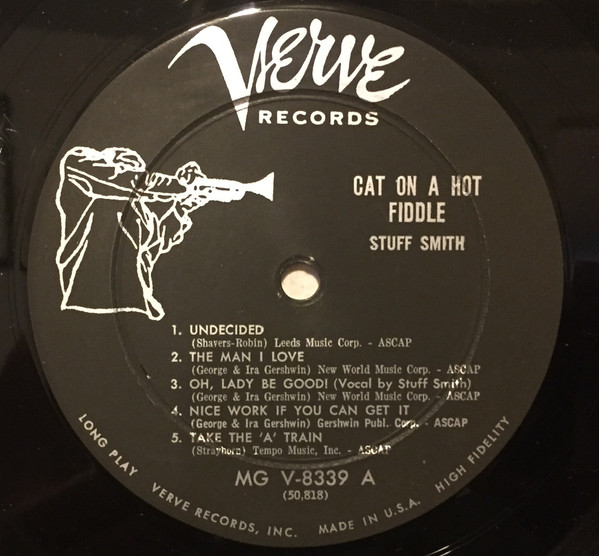 Verve
RECORDS
CAT ON A HOT
FIDDLE
STUFF SMITH
1. UNDECIDED
(Shavers-Robin) Leeds Music Corp. - ASCAP
2. THE MAN I LOVE
(George & Ira Gershwin) New World Music Corp. - ASCAP
3. OH, LADY BE GOOD! (Vocal by Stuff Smith)
(George & Ira Gershwin) New World Music Corp. - ASCAP
4. NICE WORK IF YOU CAN GET IT
(George & Ira Gershwin) Gershwin Publ. Corp. - ASCAP
5. TAKE THE 'A' TRAIN
(Strayhorn) Tempo Music, Inc. - ASCAP
MG V-8339 A
(50,818)
LONG PLAY VERVE RECORDS, INC. MADE IN U.S.A. HIGH FIDELITY